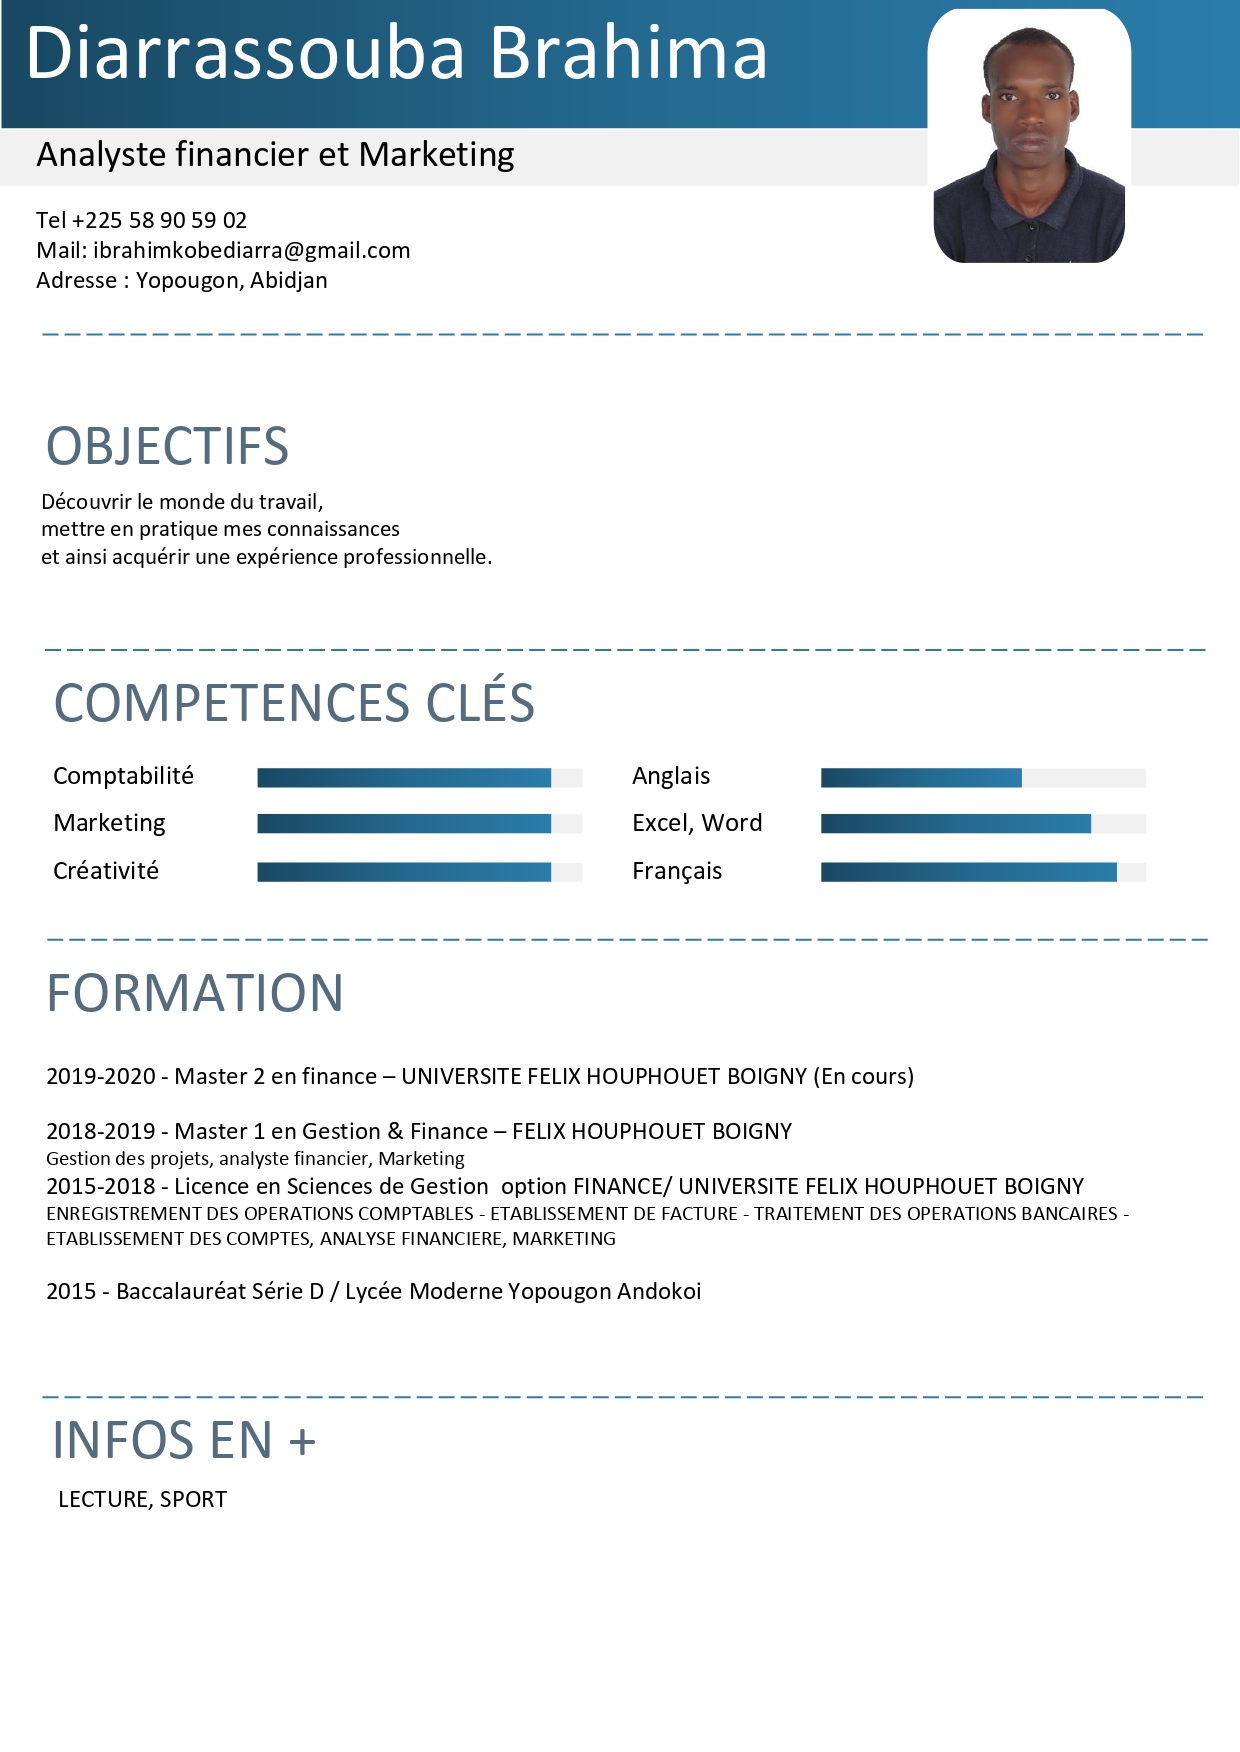 Diarrassouba Brahima
Analyste financier et Marketing
Tel +225 58 90 59 02
Mail: ibrahimkobediarra@gmail.com
Adresse : Yopougon, Abidjan
OBJECTIFS
Découvrir le monde du travail,
mettre en pratique mes connaissances
et ainsi acquérir une expérience professionnelle.
COMPETENCES CLÉS
Comptabilité
Marketing
Créativité
Anglais
Excel, Word
Français
FORMATION
2019-2020 - Master 2 en finance – UNIVERSITE FELIX HOUPHOUET BOIGNY (En cours)
2018-2019 - Master 1 en Gestion & Finance – FELIX HOUPHOUET BOIGNY
Gestion des projets, analyste financier, Marketing
2015-2018 - Licence en Sciences de Gestion  option FINANCE/ UNIVERSITE FELIX HOUPHOUET BOIGNY
ENREGISTREMENT DES OPERATIONS COMPTABLES - ETABLISSEMENT DE FACTURE - TRAITEMENT DES OPERATIONS BANCAIRES -
ETABLISSEMENT DES COMPTES, ANALYSE FINANCIERE, MARKETING
2015 - Baccalauréat Série D / Lycée Moderne Yopougon Andokoi
INFOS EN +
LECTURE, SPORT